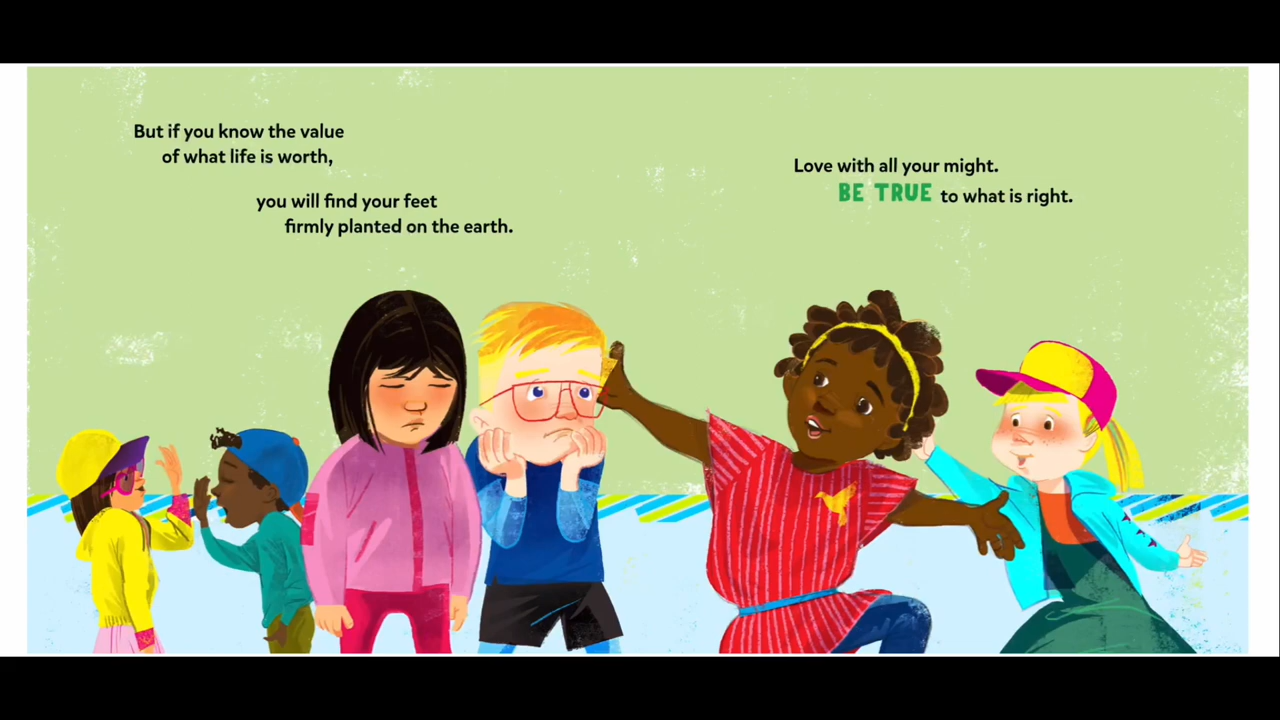 But if you know the value
of what life is worth,
you will find your feet
firmly planted on the earth.
Love with all your might.
BE TRUE to what is right.